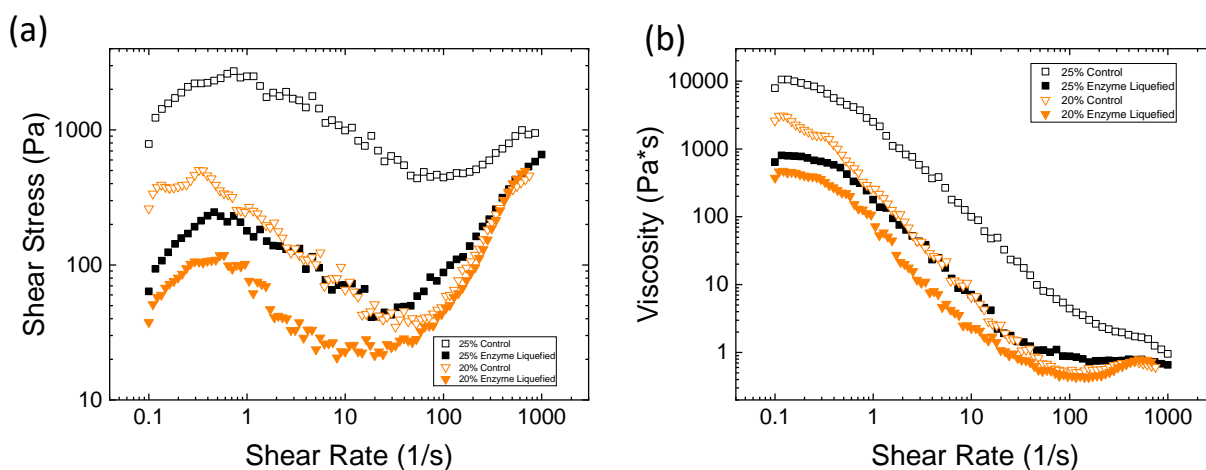 (a)
Shear Stress (Pa)
1000
100
10
0.1
1
10
100
1000
Shear Rate (1/s)
25% Control
25% Enzyme Liquefied
20% Control
20% Enzyme Liquefied
(b)
Viscosity (Pa*s)
10000
1000
100
10
1
0.1
1
10
100
1000
Shear Rate (1/s)
25% Control
25% Enzyme Liquefied
20% Control
20% Enzyme Liquefied